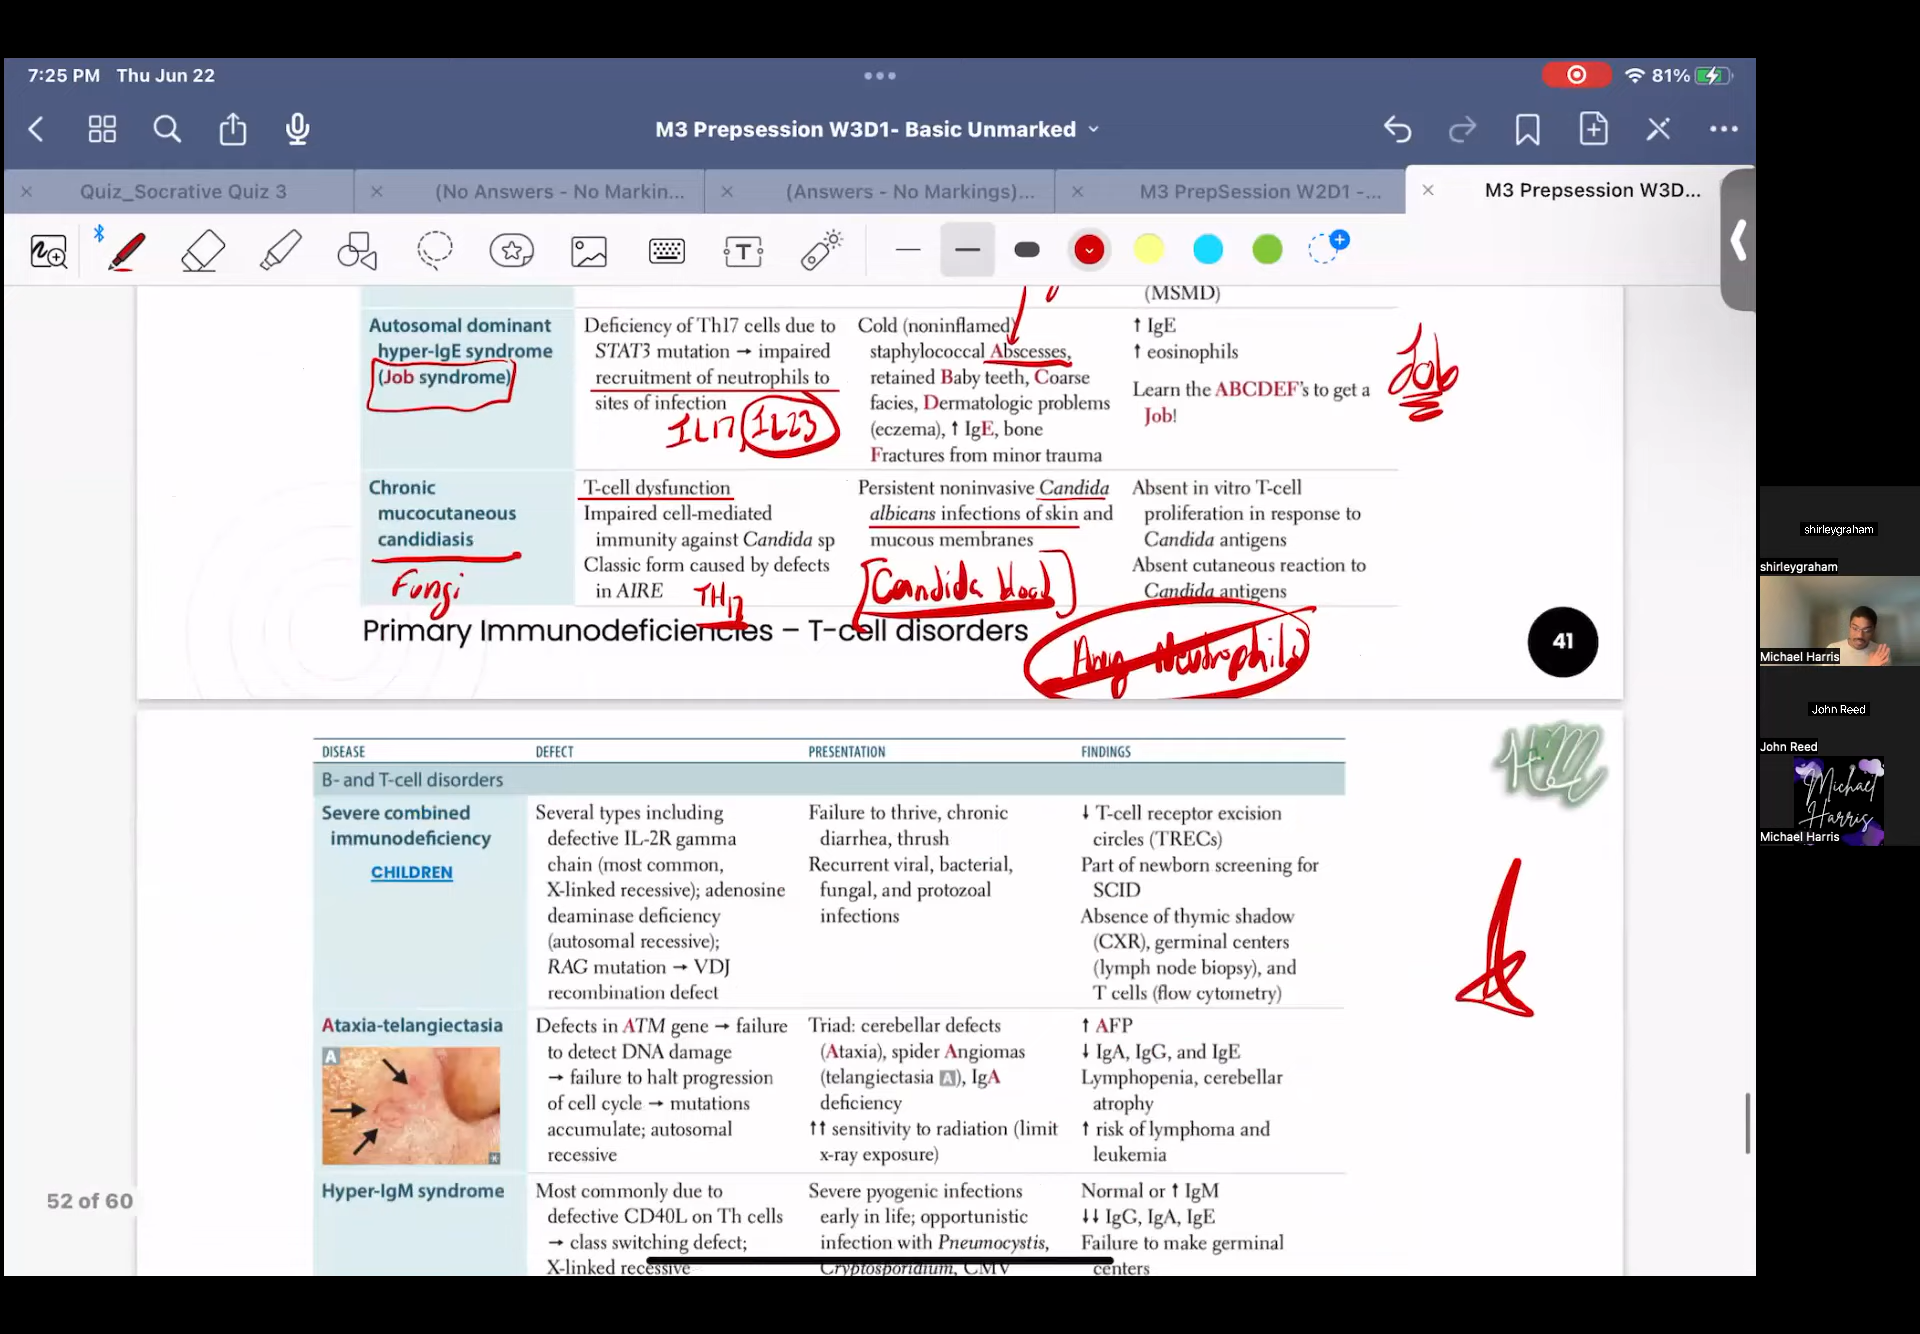 7:25 PM Thu Jun 22
81%
M3 Prepsession W3D1- Basic Unmarked
Quiz_Socrative Quiz 3
(No Answers - No Markin...
(Answers - No Markings)...
M3 PrepSession W2D1 -...
M3 Prepsession W3D...
T
(MSMD)
Autosomal dominant
hyper-IgE syndrome
(Job syndrome)
Deficiency of Th17 cells due to
STAT3 mutation → impaired
recruitment of neutrophils to
sites of infection
IL17, IL23
Cold (noninflamed)
staphylococcal Abscesses,
retained Baby teeth, Coarse
facies, Dermatologic problems
(eczema), ↑ IgE, bone
Fractures from minor trauma
↑ IgE
↑ eosinophils
Learn the ABCDEF's to get a
Job!
Job
Chronic
mucocutaneous
candidiasis
Fungi
T-cell dysfunction
Impaired cell-mediated
immunity against Candida sp
Classic form caused by defects
in AIRE
TH17
Persistent noninvasive Candida
albicans infections of skin and
mucous membranes
[Candida blood]
Absent in vitro T-cell
proliferation in response to
Candida antigens
Absent cutaneous reaction to
Candida antigens
Primary Immunodeficiencies – T-cell disorders
Any Neutrophils
41
HM
DISEASE DEFECT PRESENTATION FINDINGS
B- and T-cell disorders
Severe combined
immunodeficiency
CHILDREN
Several types including
defective IL-2R gamma
chain (most common,
X-linked recessive); adenosine
deaminase deficiency
(autosomal recessive);
RAG mutation → VDJ
recombination defect
Failure to thrive, chronic
diarrhea, thrush
Recurrent viral, bacterial,
fungal, and protozoal
infections
↓ T-cell receptor excision
circles (TRECs)
Part of newborn screening for
SCID
Absence of thymic shadow
(CXR), germinal centers
(lymph node biopsy), and
T cells (flow cytometry)
Ataxia-telangiectasia
A
Defects in ATM gene → failure
to detect DNA damage
→ failure to halt progression
of cell cycle → mutations
accumulate; autosomal
recessive
Triad: cerebellar defects
(Ataxia), spider Angiomas
(telangiectasia A), IgA
deficiency
↑↑ sensitivity to radiation (limit
x-ray exposure)
↑ AFP
↓ IgA, IgG, and IgE
Lymphopenia, cerebellar
atrophy
↑ risk of lymphoma and
leukemia
Hyper-IgM syndrome
Most commonly due to
defective CD40L on Th cells
→ class switching defect;
X-linked recessive
Severe pyogenic infections
early in life; opportunistic
infection with Pneumocystis,
Cryptosporidium, CMV
Normal or ↑ IgM
↓↓ IgG, IgA, IgE
Failure to make germinal
centers
52 of 60
shirleygraham
shirleygraham
Michael Harris
John Reed
John Reed
Michael
Harris
Michael Harris